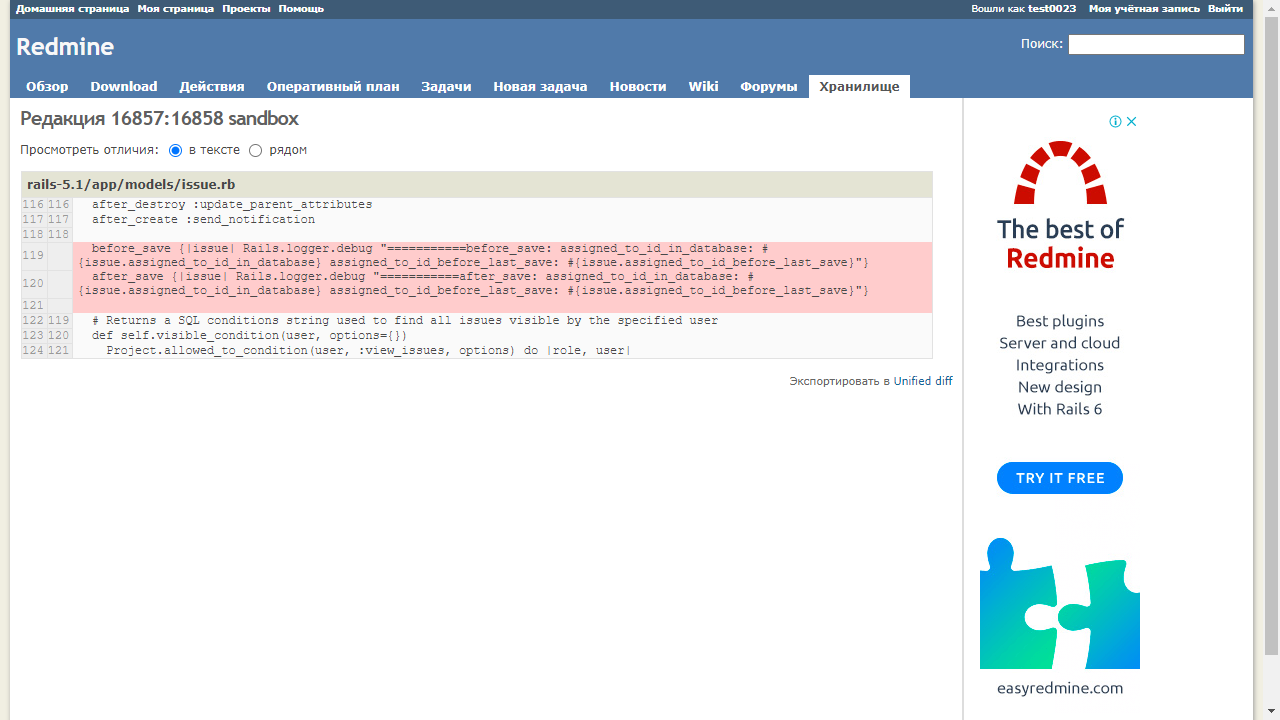 Домашняя страница Моя страница Проекты Помощь Вошли как test0023 Моя учётная запись Выйти
Redmine
Поиск:
Обзор Download Действия Оперативный план Задачи Новая задача Новости Wiki Форумы Хранилище
Редакция 16857:16858 sandbox
Просмотреть отличия: в тексте рядом
rails-5.1/app/models/issue.rb
116 116 after_destroy :update_parent_attributes
117 117 after_create :send_notification
118 118
119 before_save {|issue| Rails.logger.debug "===========before_save: assigned_to_id_in_database: #
{issue.assigned_to_id_in_database} assigned_to_id_before_last_save: #{issue.assigned_to_id_before_last_save}"}
120 after_save {|issue| Rails.logger.debug "===========after_save: assigned_to_id_in_database: #
{issue.assigned_to_id_in_database} assigned_to_id_before_last_save: #{issue.assigned_to_id_before_last_save}"}
121
122 119 # Returns a SQL conditions string used to find all issues visible by the specified user
123 120 def self.visible_condition(user, options={})
124 121 Project.allowed_to_condition(user, :view_issues, options) do |role, user|
Экспортировать в Unified diff
The best of
Redmine
Best plugins
Server and cloud
Integrations
New design
With Rails 6
TRY IT FREE
easyredmine.com